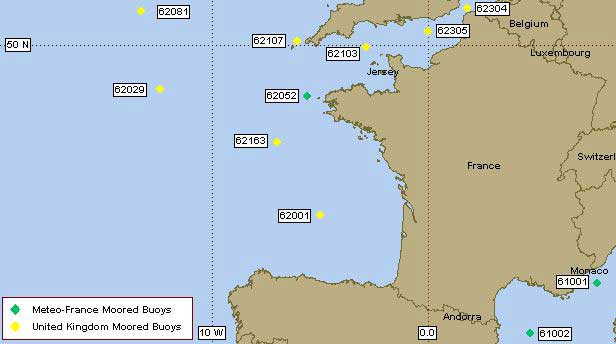 62081
62304
Belgium
50 N
62107
62305
62103
Luxembourg
Jersey
62029
62052
62163
Switzerl
France
62001
Monaco
61001
Meteo-France Moored Buoys
Andorra
United Kingdom Moored Buoys
10 W
0.0
61002